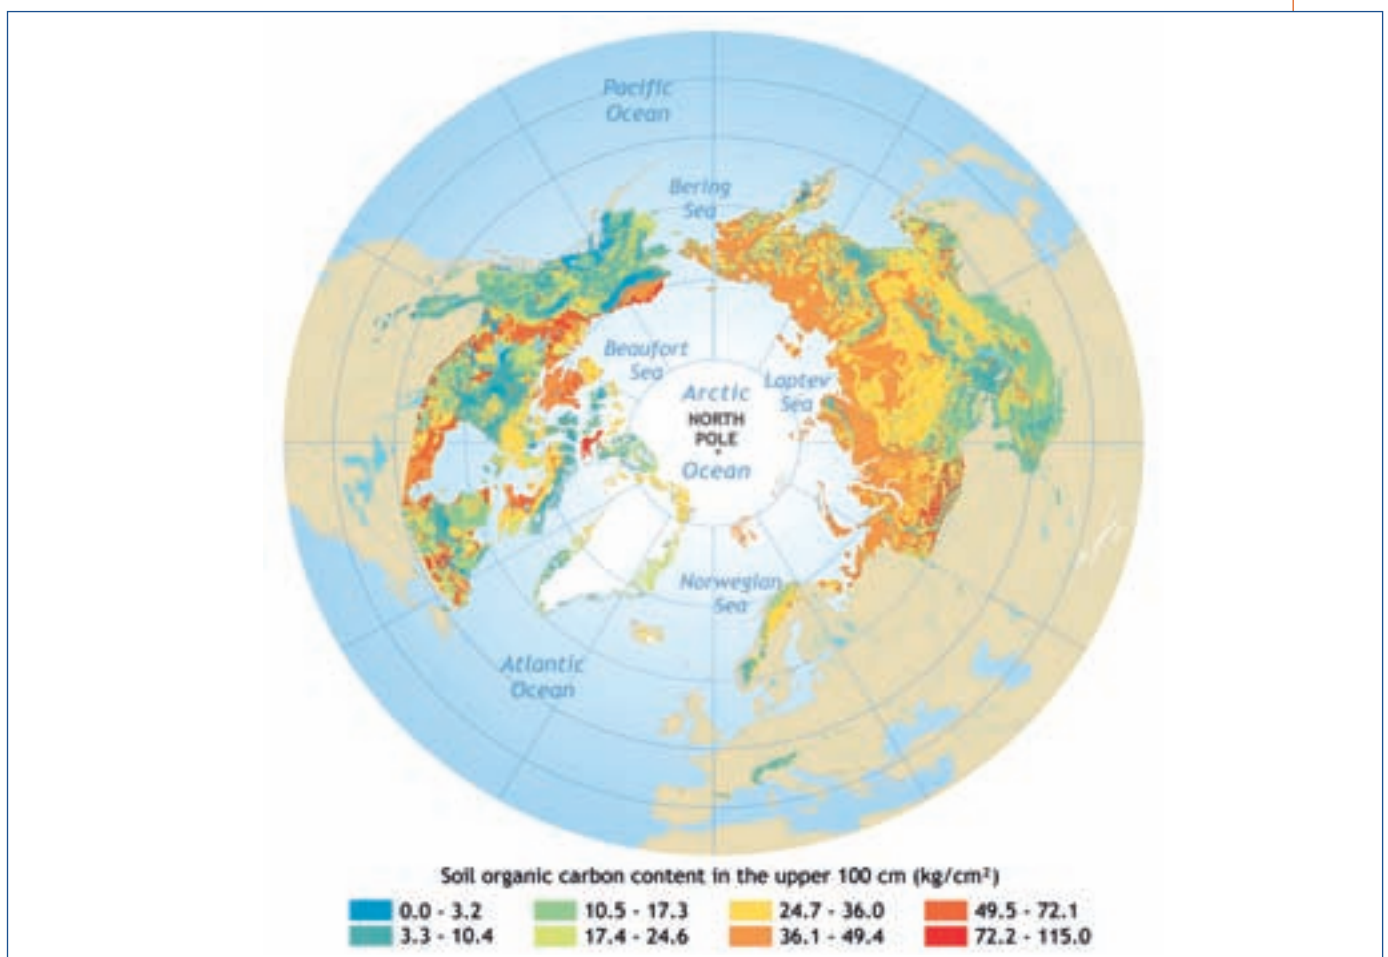 Pacific
Ocean
Bering
Sea
Beaufort
Sea
Arctic
Laptev
Sea
NORTH
POLE
Ocean
Norwegian
Sea
Atlantic
Ocean
Soil organic carbon content in the upper 100 cm (kg/cm²)
0.0 - 3.2
10.5 - 17.3
24.7 - 36.0
49.5 - 72.1
3.3 - 10.4
17.4 - 24.6
36.1 - 49.4
72.2 - 115.0